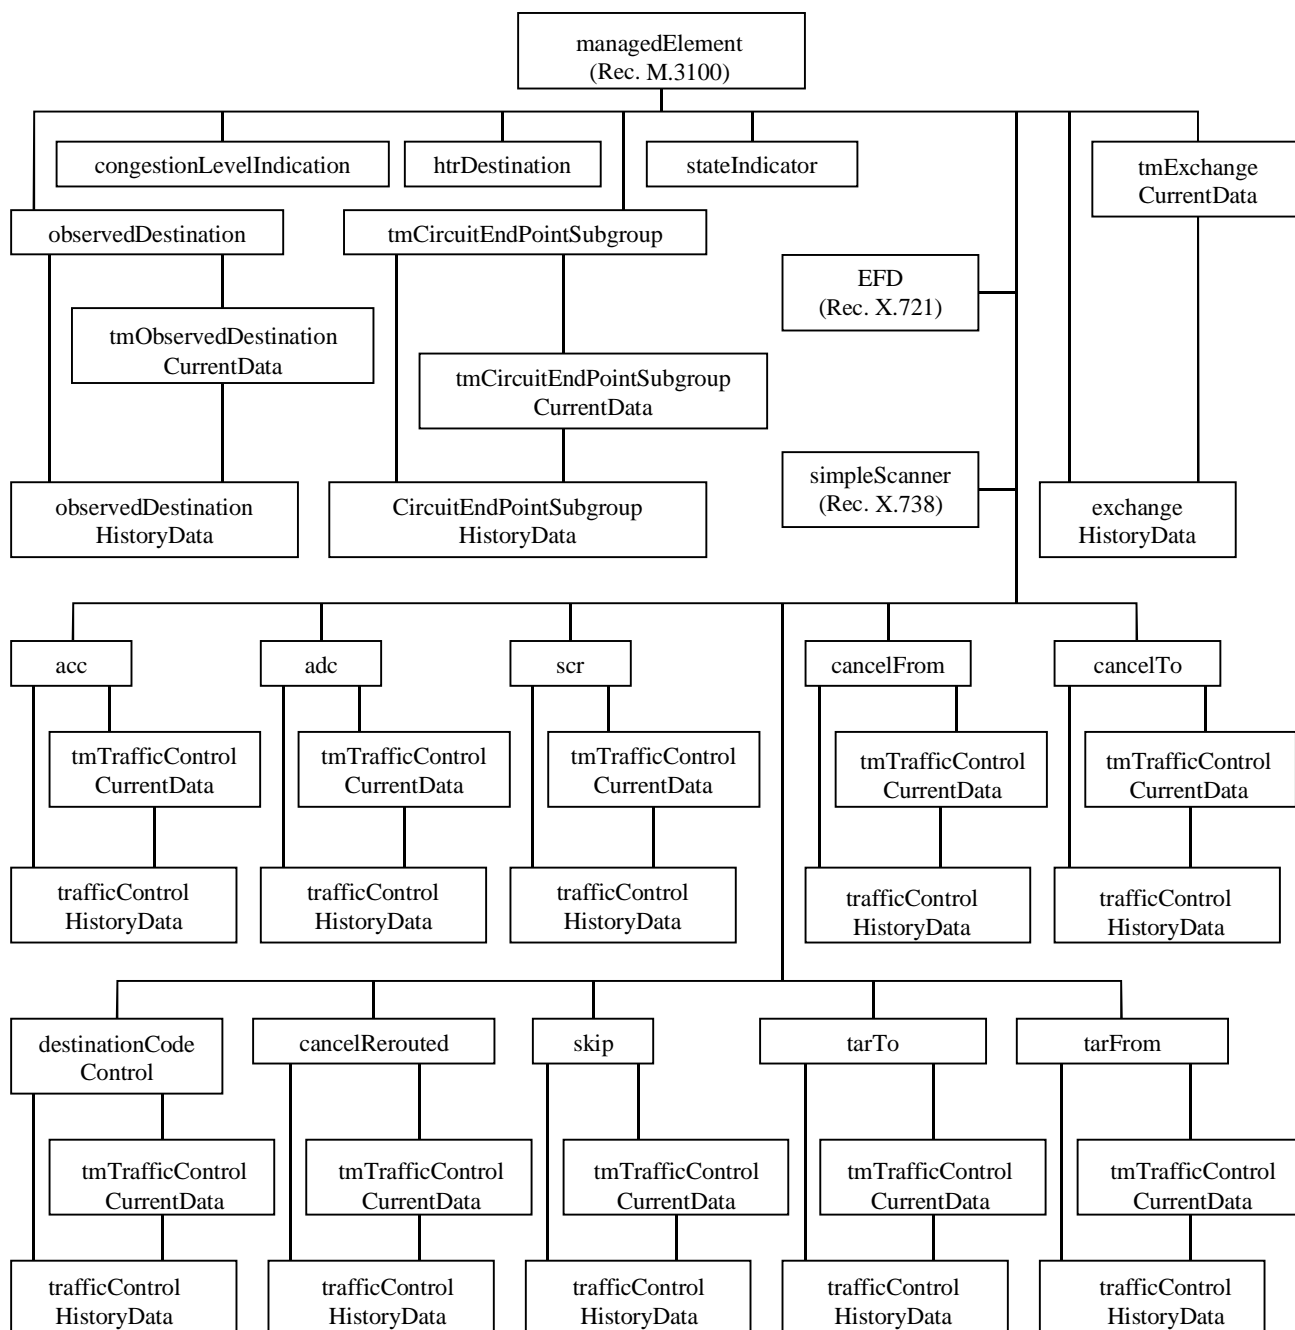 managedElement
(Rec. M.3100)
congestionLevelIndication
htrDestination
stateIndicator
tmExchange
CurrentData
observedDestination
tmCircuitEndPointSubgroup
EFD
(Rec. X.721)
tmObservedDestination
CurrentData
tmCircuitEndPointSubgroup
CurrentData
simpleScanner
(Rec. X.738)
observedDestination
HistoryData
CircuitEndPointSubgroup
HistoryData
exchange
HistoryData
acc
adc
scr
cancelFrom
cancelTo
tmTrafficControl
CurrentData
tmTrafficControl
CurrentData
tmTrafficControl
CurrentData
tmTrafficControl
CurrentData
tmTrafficControl
CurrentData
trafficControl
HistoryData
trafficControl
HistoryData
trafficControl
HistoryData
trafficControl
HistoryData
trafficControl
HistoryData
destinationCode
Control
cancelRerouted
skip
tarTo
tarFrom
tmTrafficControl
CurrentData
tmTrafficControl
CurrentData
tmTrafficControl
CurrentData
tmTrafficControl
CurrentData
tmTrafficControl
CurrentData
trafficControl
HistoryData
trafficControl
HistoryData
trafficControl
HistoryData
trafficControl
HistoryData
trafficControl
HistoryData